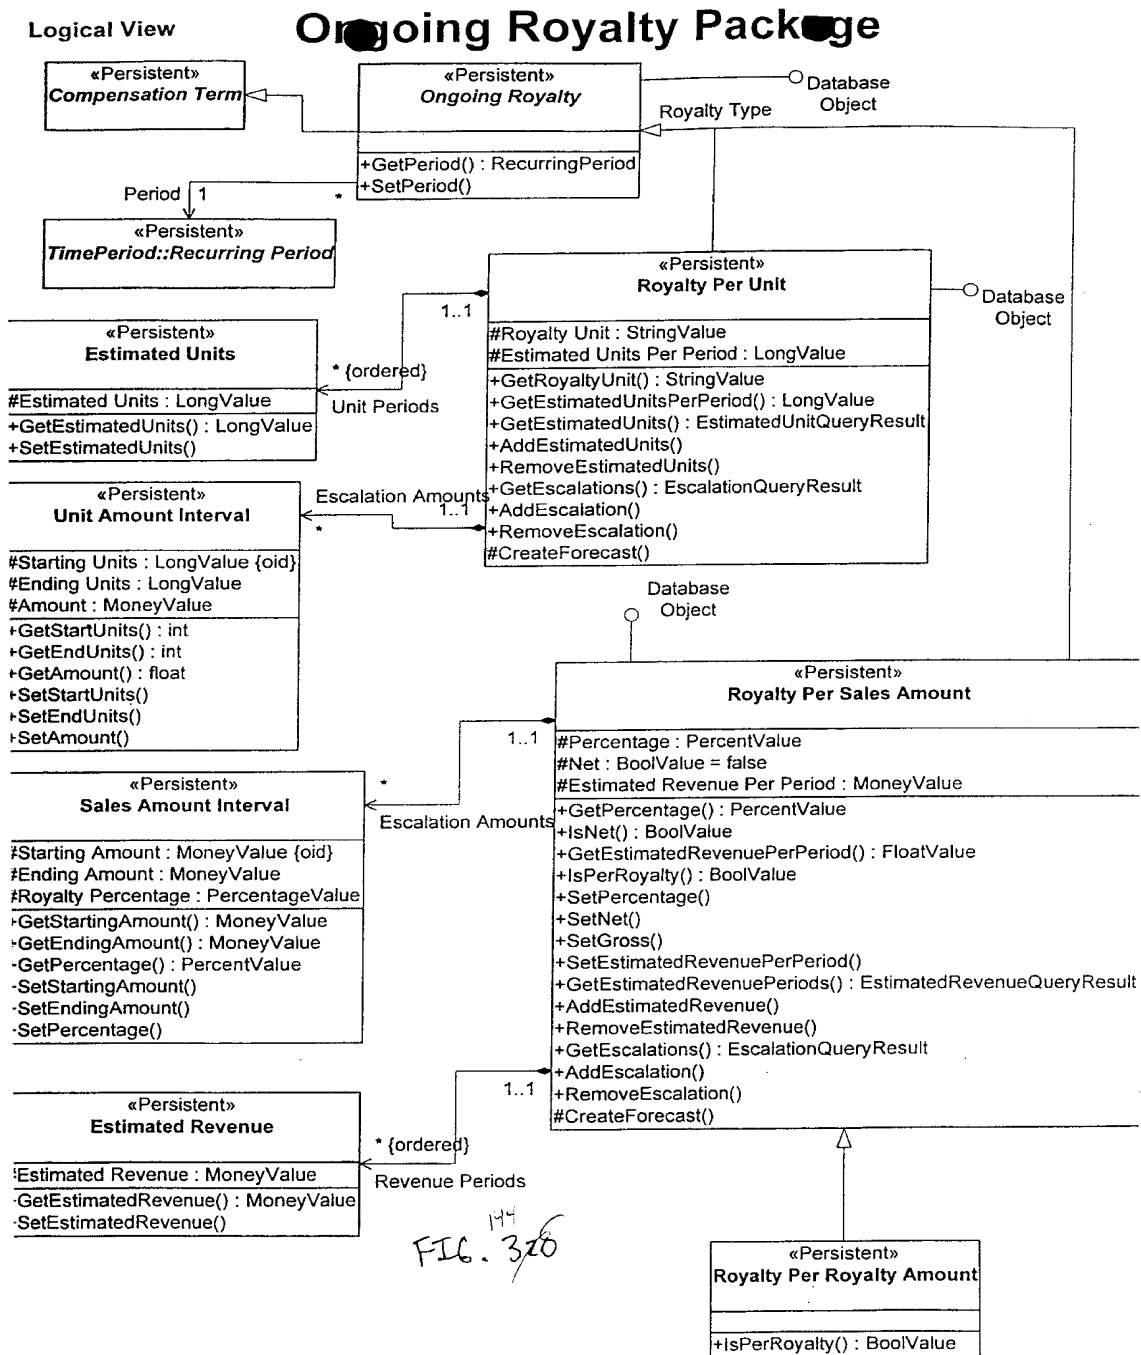 Logical View
Ongoing Royalty Package
«Persistent»
Compensation Term
«Persistent»
Ongoing Royalty
+GetPeriod() : RecurringPeriod
+SetPeriod()
Database
Object
Royalty Type
Period
1
*
«Persistent»
TimePeriod::Recurring Period
«Persistent»
Royalty Per Unit
#Royalty Unit : StringValue
#Estimated Units Per Period : LongValue
+GetRoyaltyUnit() : StringValue
+GetEstimatedUnitsPerPeriod() : LongValue
+GetEstimatedUnits() : EstimatedUnitQueryResult
+AddEstimatedUnits()
+RemoveEstimatedUnits()
+GetEscalations() : EscalationQueryResult
+AddEscalation()
+RemoveEscalation()
#CreateForecast()
Database
Object
1..1
* {ordered}
Unit Periods
«Persistent»
Estimated Units
#Estimated Units : LongValue
+GetEstimatedUnits() : LongValue
+SetEstimatedUnits()
Escalation Amounts
1..1
*
«Persistent»
Unit Amount Interval
#Starting Units : LongValue {oid}
#Ending Units : LongValue
#Amount : MoneyValue
+GetStartUnits() : int
+GetEndUnits() : int
+GetAmount() : float
+SetStartUnits()
+SetEndUnits()
+SetAmount()
Database
Object
«Persistent»
Royalty Per Sales Amount
#Percentage : PercentValue
#Net : BoolValue = false
#Estimated Revenue Per Period : MoneyValue
+GetPercentage() : PercentValue
+IsNet() : BoolValue
+GetEstimatedRevenuePerPeriod() : FloatValue
+IsPerRoyalty() : BoolValue
+SetPercentage()
+SetNet()
+SetGross()
+SetEstimatedRevenuePerPeriod()
+GetEstimatedRevenuePeriods() : EstimatedRevenueQueryResult
+AddEstimatedRevenue()
+RemoveEstimatedRevenue()
+GetEscalations() : EscalationQueryResult
+AddEscalation()
+RemoveEscalation()
#CreateForecast()
1..1
*
Escalation Amounts
«Persistent»
Sales Amount Interval
#Starting Amount : MoneyValue {oid}
#Ending Amount : MoneyValue
#Royalty Percentage : PercentageValue
+GetStartingAmount() : MoneyValue
+GetEndingAmount() : MoneyValue
-GetPercentage() : PercentValue
-SetStartingAmount()
-SetEndingAmount()
-SetPercentage()
1..1
* {ordered}
Revenue Periods
«Persistent»
Estimated Revenue
#Estimated Revenue : MoneyValue
-GetEstimatedRevenue() : MoneyValue
-SetEstimatedRevenue()
144
FIG.
«Persistent»
Royalty Per Royalty Amount
+IsPerRoyalty() : BoolValue